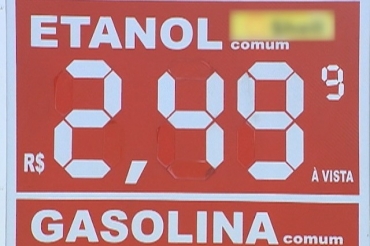 ETANOL comum
R$ 2,49 9 À VISTA
GASOLINA comum